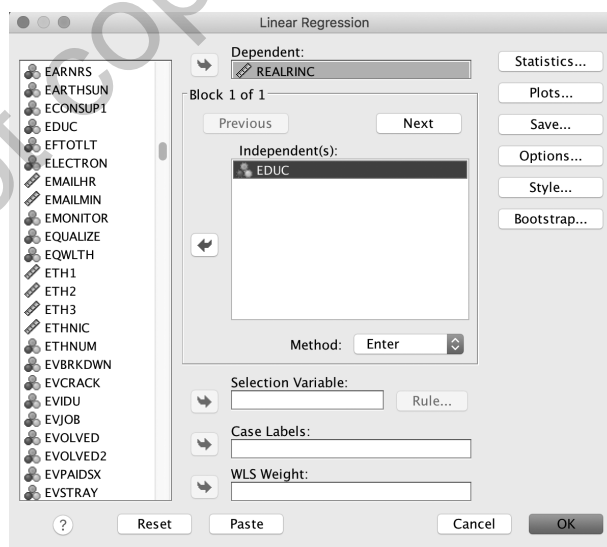 Linear Regression
EARNRS
EARTHSUN
ECONSUP1
EDUC
EFTOTLT
ELECTRON
EMAILHR
EMAILMIN
EMONITOR
EQUALIZE
EQWLTH
ETH1
ETH2
ETH3
ETHNIC
ETHNUM
EVBRKDWN
EVCRACK
EVIDU
EVJOB
EVOLVED
EVOLVED2
EVPAIDSX
EVSTRAY
Dependent:
REALRINC
Block 1 of 1
Previous Next
Independent(s):
EDUC
Method: Enter
Selection Variable:
Rule...
Case Labels:
WLS Weight:
Statistics...
Plots...
Save...
Options...
Style...
Bootstrap...
? Reset Paste Cancel OK